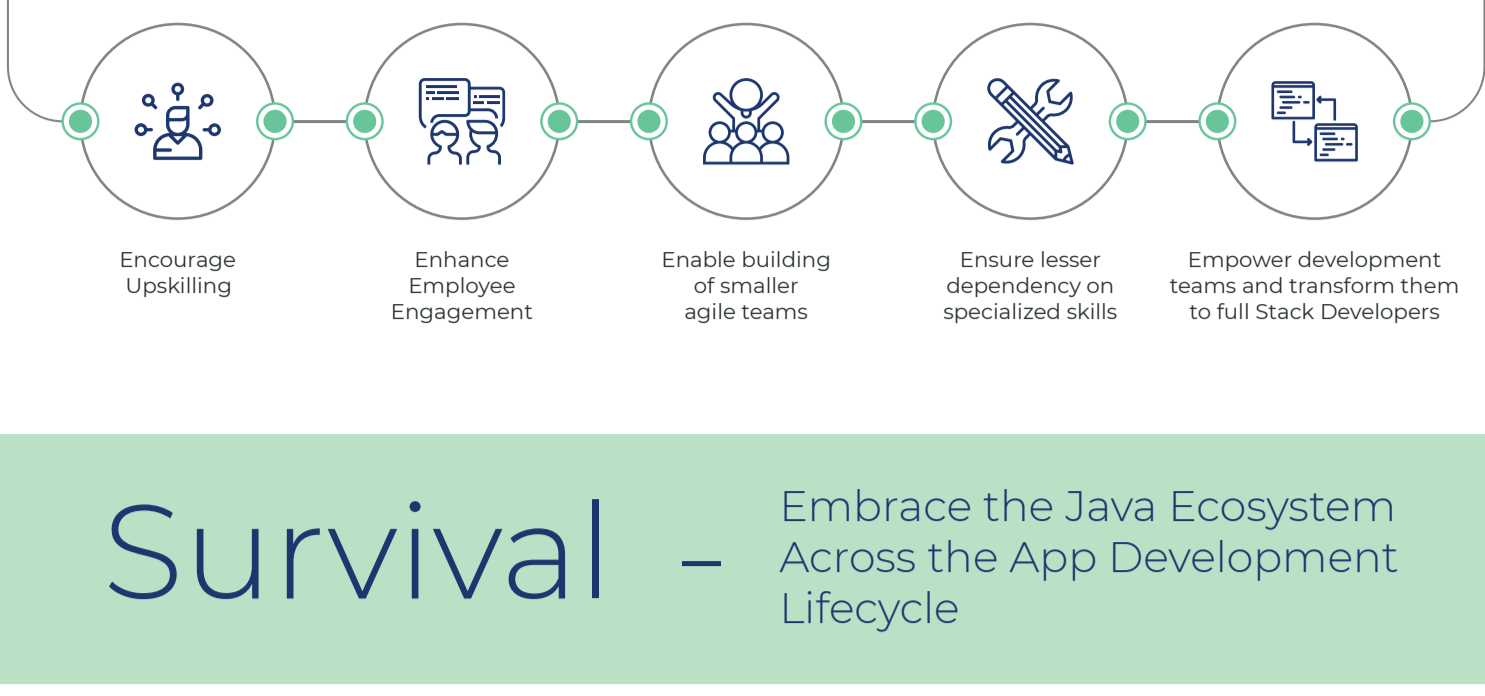 Encourage
Upskilling
Enhance
Employee
Engagement
Enable building
of smaller
agile teams
Ensure lesser
dependency on
specialized skills
Empower development
teams and transform them
to full Stack Developers
Survival –
Embrace the Java Ecosystem
Across the App Development
Lifecycle